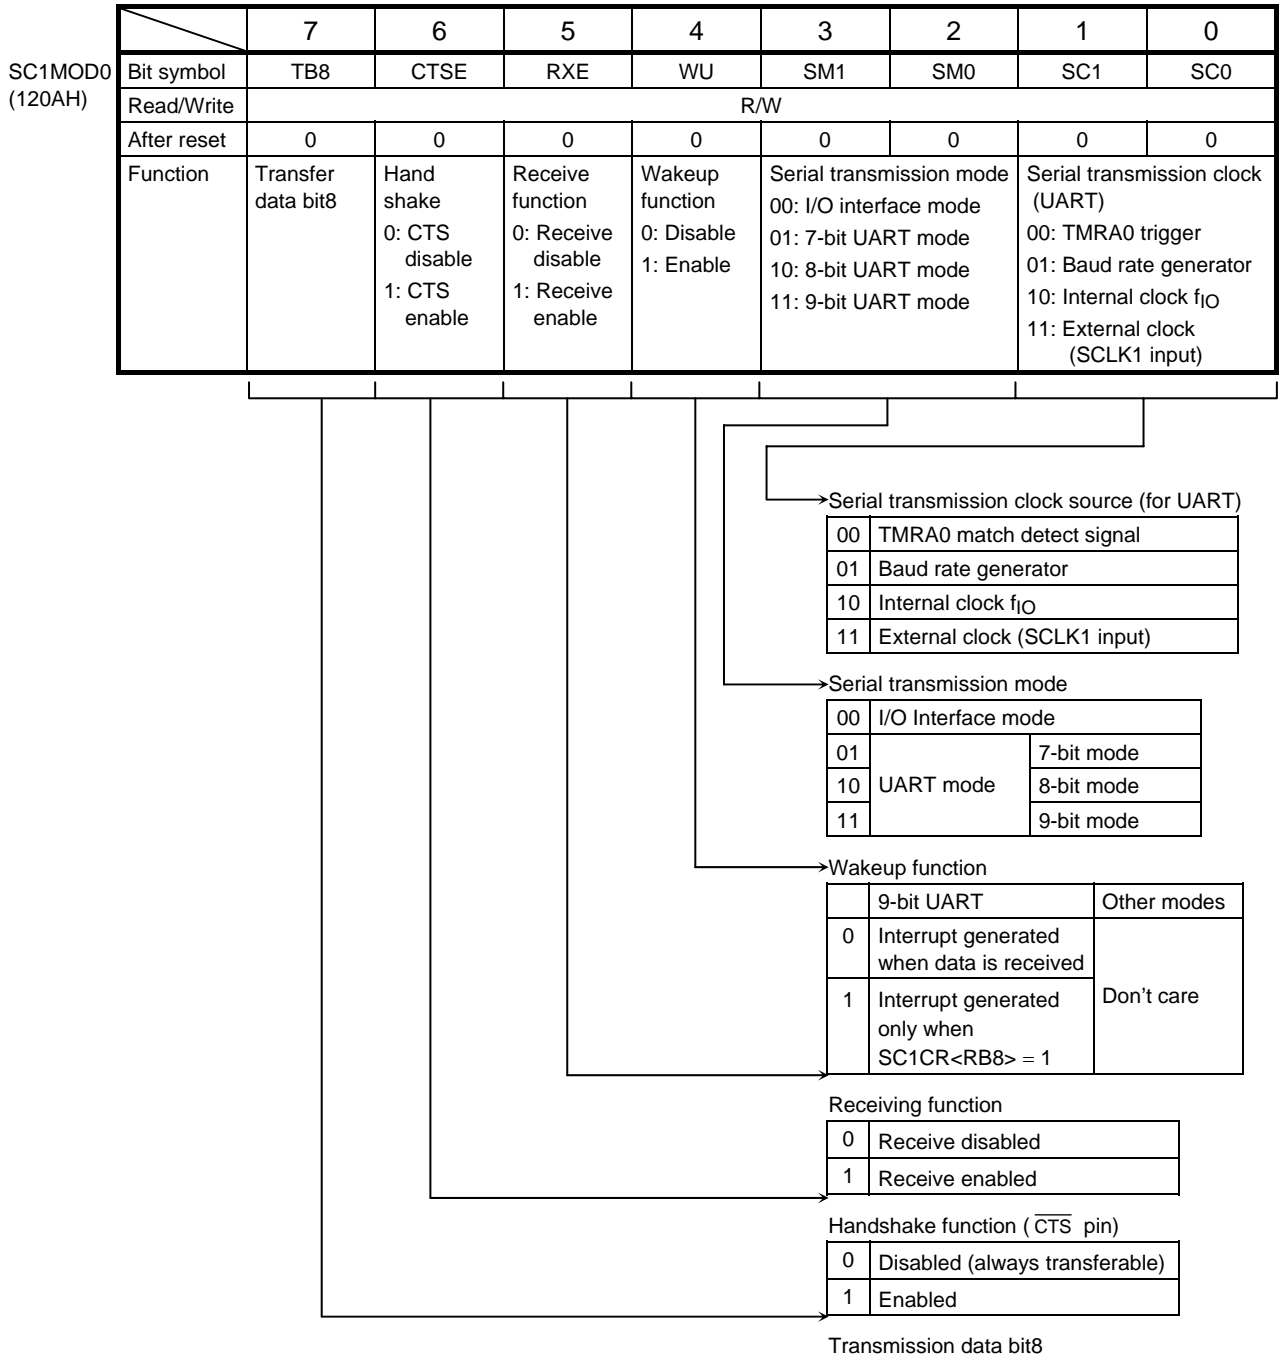 7 6 5 4 3 2 1 0
SC1MOD0 Bit symbol TB8 CTSE RXE WU SM1 SM0 SC1 SC0
(120AH) Read/Write R/W
After reset 0 0 0 0 0 0 0 0
Function Transfer Hand Receive Wakeup Serial transmission mode Serial transmission clock
data bit8 shake function function 00: I/O interface mode (UART)
0: CTS 0: Receive 0: Disable 01: 7-bit UART mode 00: TMRA0 trigger
disable disable 1: Enable 10: 8-bit UART mode 01: Baud rate generator
1: CTS 1: Receive 11: 9-bit UART mode 10: Internal clock fIO
enable enable 11: External clock
(SCLK1 input)
Serial transmission clock source (for UART)
00 TMRA0 match detect signal
01 Baud rate generator
10 Internal clock fIO
11 External clock (SCLK1 input)
Serial transmission mode
00 I/O Interface mode
01 7-bit mode
10 UART mode 8-bit mode
11 9-bit mode
Wakeup function
9-bit UART Other modes
0 Interrupt generated
when data is received
1 Interrupt generated Don't care
only when
SC1CR<RB8> = 1
Receiving function
0 Receive disabled
1 Receive enabled
Handshake function ( CTS pin)
0 Disabled (always transferable)
1 Enabled
Transmission data bit8